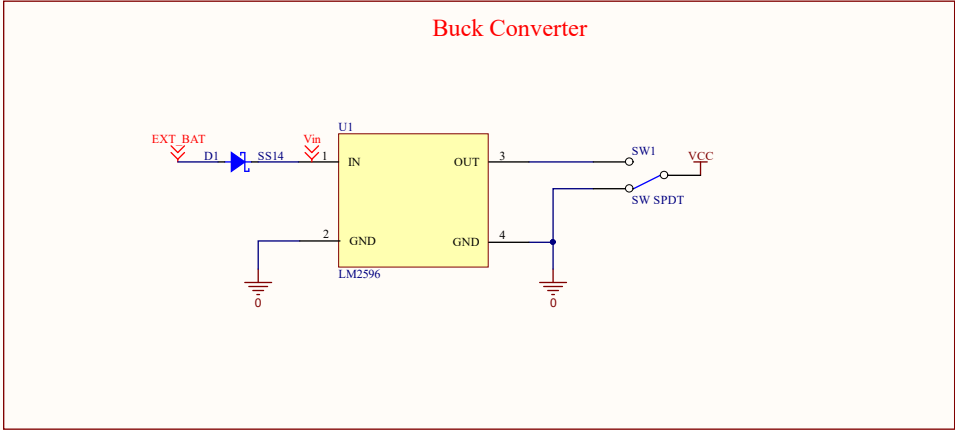 Buck Converter
U1
EXT_BAT
Vin
D1
SS14
1
IN
OUT
3
SW1
VCC
SW SPDT
2
GND
GND
4
LM2596
0
0